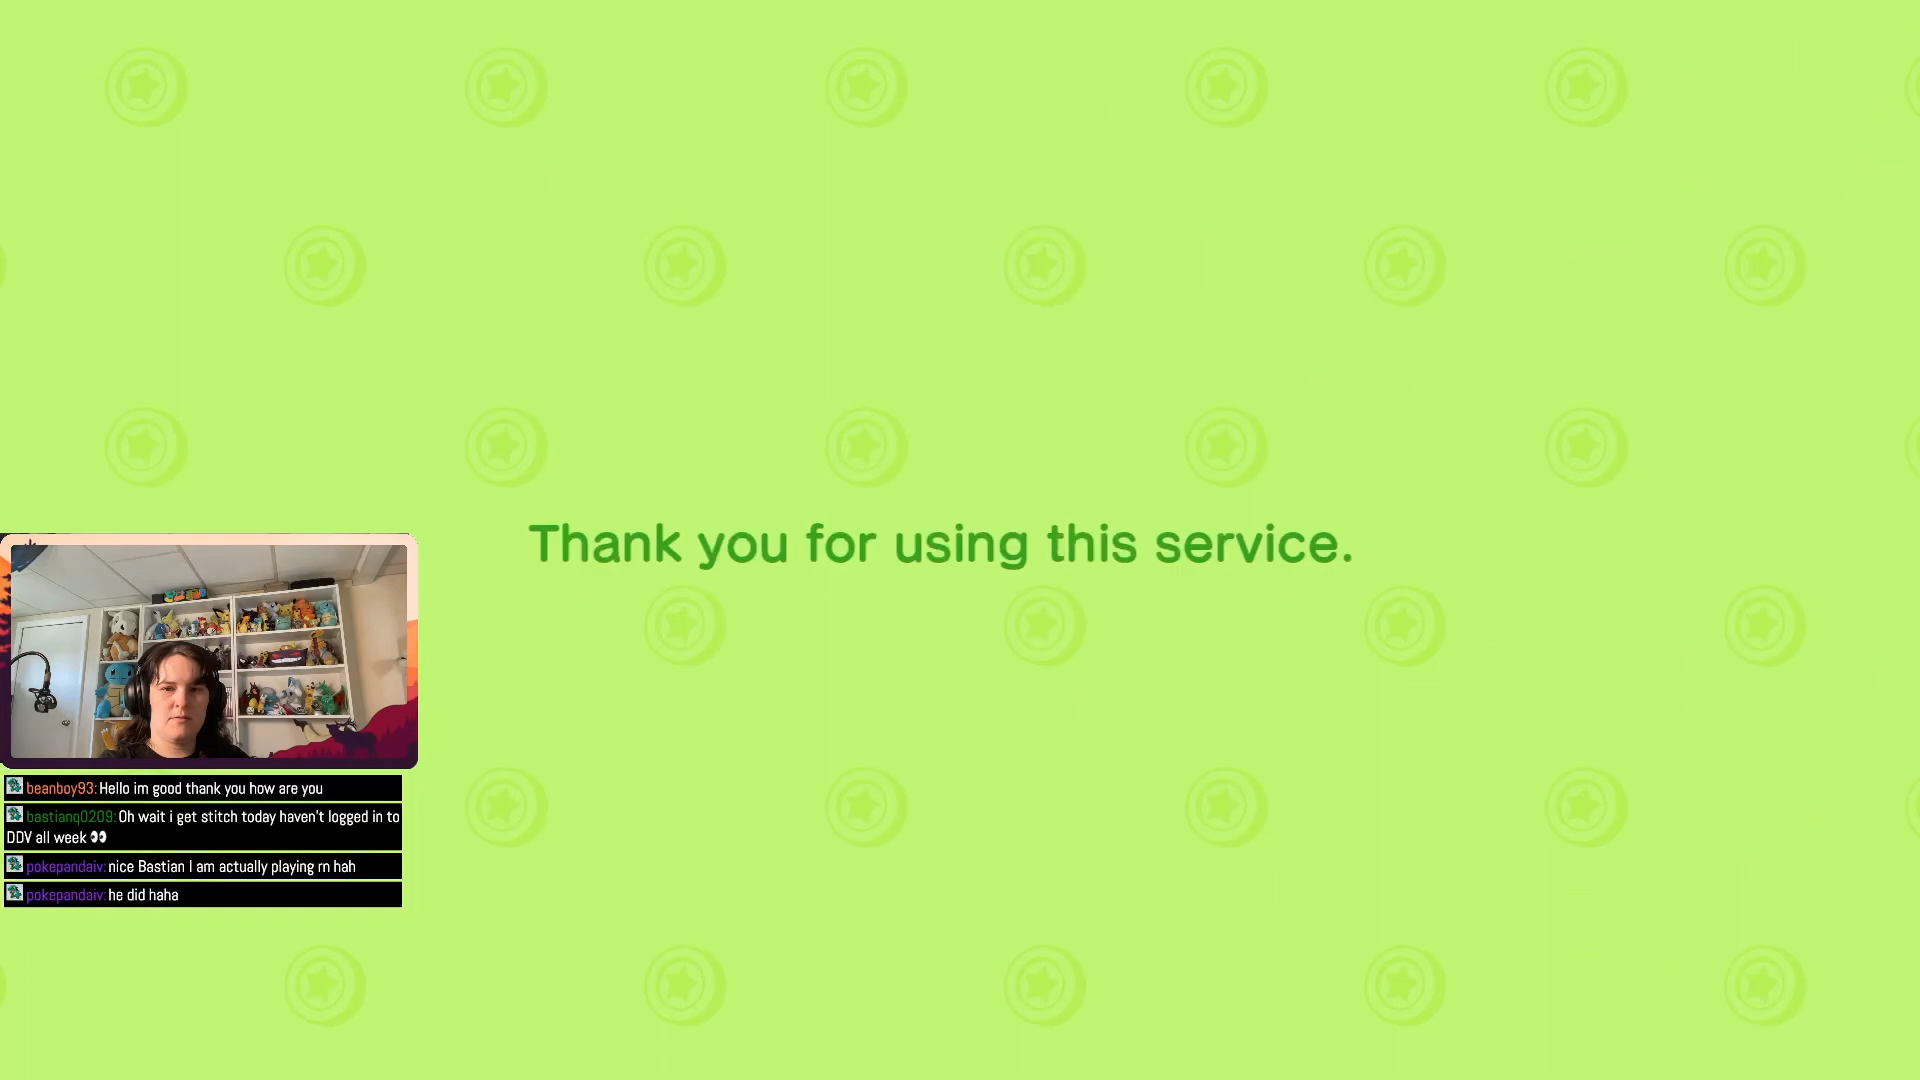 Thank you for using this service.
beanboy93: Hello im good thank you how are you
bastianq0209: Oh wait i get stitch today haven't logged in to
DDV all week 👀
pokepandaiv: nice Bastian I am actually playing rn hah
pokepandaiv: he did haha